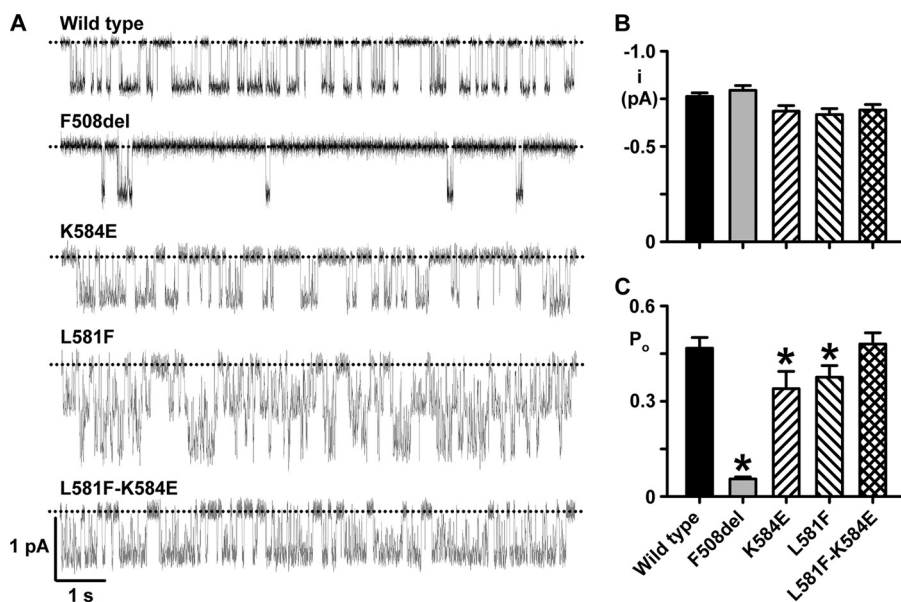 A
Wild type
F508del
K584E
L581F
L581F-K584E
1 pA
1 s
B
-1.0
i
(pA)
-0.5
0
C
0.6
Po
0.3
0
*
*
*
Wild type
F508del
K584E
L581F
L581F-K584E